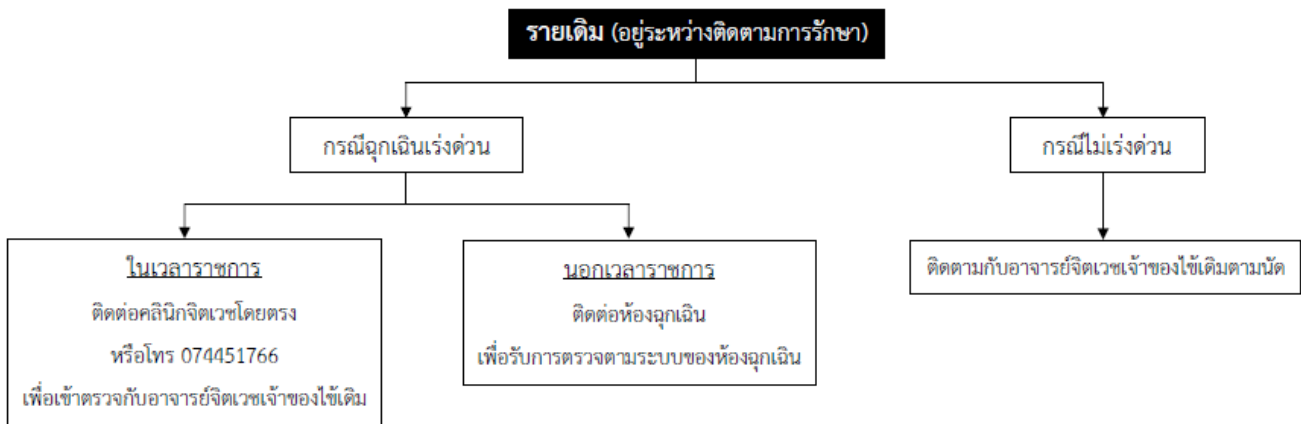 รายเดิม (อยู่ระหว่างติดตามการรักษา)
กรณีฉุกเฉินเร่งด่วน
กรณีไม่เร่งด่วน
ในเวลาราชการ
ติดต่อคลินิกจิตเวชโดยตรง
หรือโทร 074451766
เพื่อเข้าตรวจกับอาจารย์จิตเวชเจ้าของไข้เดิม
นอกเวลาราชการ
ติดต่อห้องฉุกเฉิน
เพื่อรับการตรวจตามระบบของห้องฉุกเฉิน
ติดตามกับอาจารย์จิตเวชเจ้าของไข้เดิมตามนัด